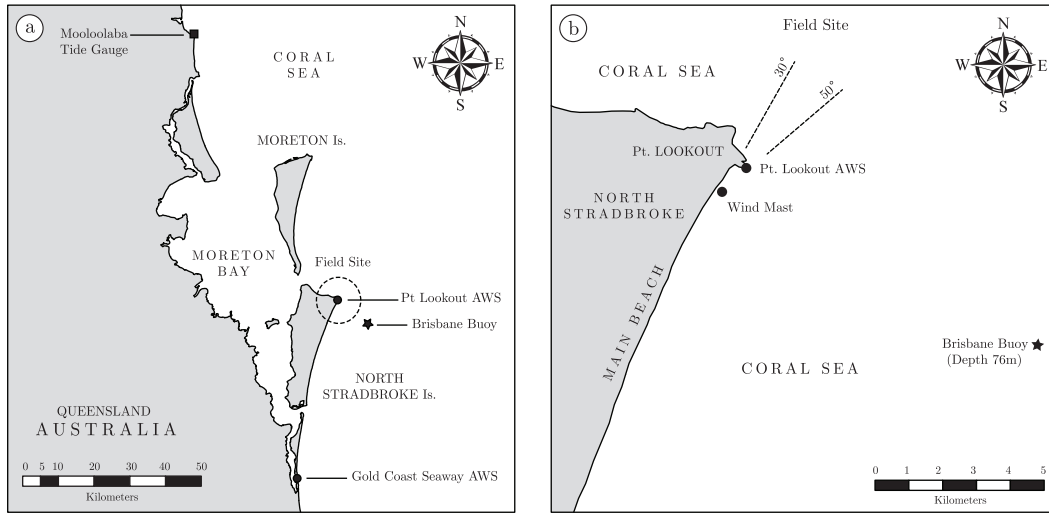 a
Mooloolaba
Tide Gauge
CORAL
SEA
N
W
E
S
MORETON Is.
MORETON
BAY
Field Site
Pt Lookout AWS
Brisbane Buoy
NORTH
STRADBROKE Is.
QUEENSLAND
AUSTRALIA
0 5 10 20 30 40 50
Kilometers
Gold Coast Seaway AWS
b
Field Site
CORAL SEA
30°
50°
N
W
E
S
Pt. LOOKOUT
Pt. Lookout AWS
NORTH
STRADBROKE
Wind Mast
MAIN BEACH
Brisbane Buoy
(Depth 76m)
CORAL SEA
0 1 2 3 4 5
Kilometers